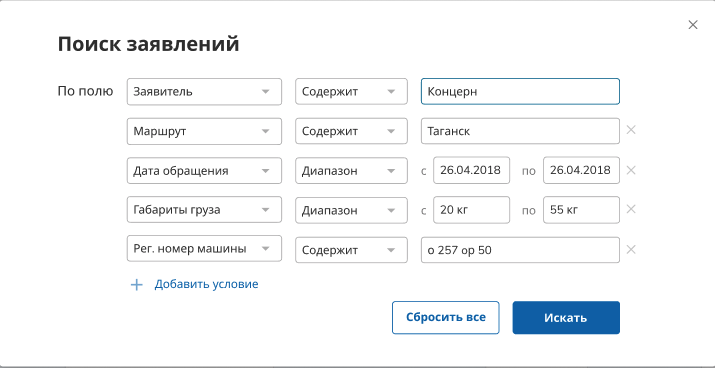 Поиск заявлений
По полю Заявитель Содержит Концерн
Маршрут Содержит Таганск
Дата обращения Диапазон с 26.04.2018 по 26.04.2018
Габариты груза Диапазон с 20 кг по 55 кг
Рег. номер машины Содержит о 257 ор 50
+ Добавить условие
Сбросить все Искать